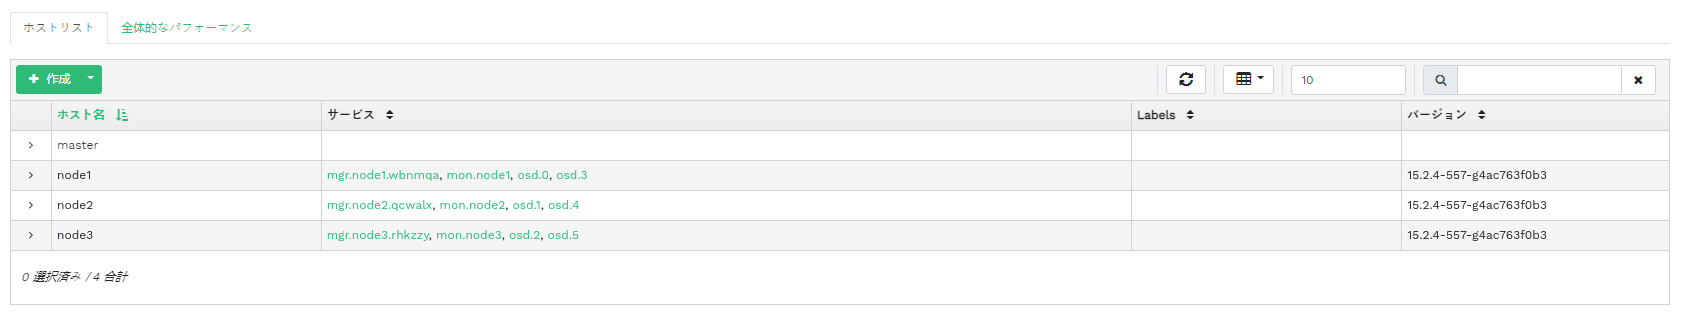 ホストリスト 全体的なパフォーマンス
作成 10
ホスト名 サービス Labels バージョン
master
node1 mgr.node1.wbnmqa, mon.node1, osd.0, osd.3 15.2.4-557-g4ac763f0b3
node2 mgr.node2.qcwalx, mon.node2, osd.1, osd.4 15.2.4-557-g4ac763f0b3
node3 mgr.node3.rhkzzy, mon.node3, osd.2, osd.5 15.2.4-557-g4ac763f0b3
0 選択済み / 4 合計